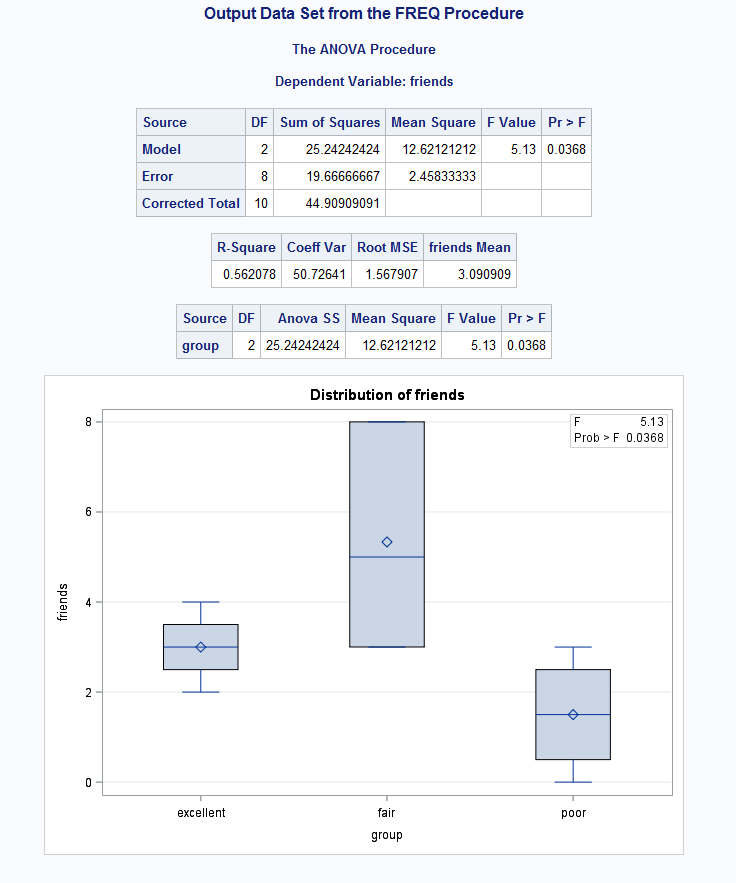 Output Data Set from the FREQ Procedure
The ANOVA Procedure
Dependent Variable: friends
Source DF Sum of Squares Mean Square F Value Pr > F
Model 2 25.24242424 12.62121212 5.13 0.0368
Error 8 19.66666667 2.45833333
Corrected Total 10 44.90909091
R-Square Coeff Var Root MSE friends Mean
0.562078 50.72641 1.567907 3.090909
Source DF Anova SS Mean Square F Value Pr > F
group 2 25.24242424 12.62121212 5.13 0.0368
Distribution of friends
F 5.13
Prob > F 0.0368
8
6
4
2
0
friends
excellent fair poor
group